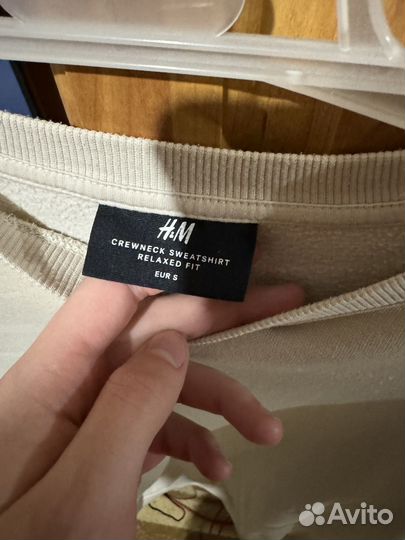 H&M
CREWNECK SWEATSHIRT
RELAXED FIT
EUR S
Avito